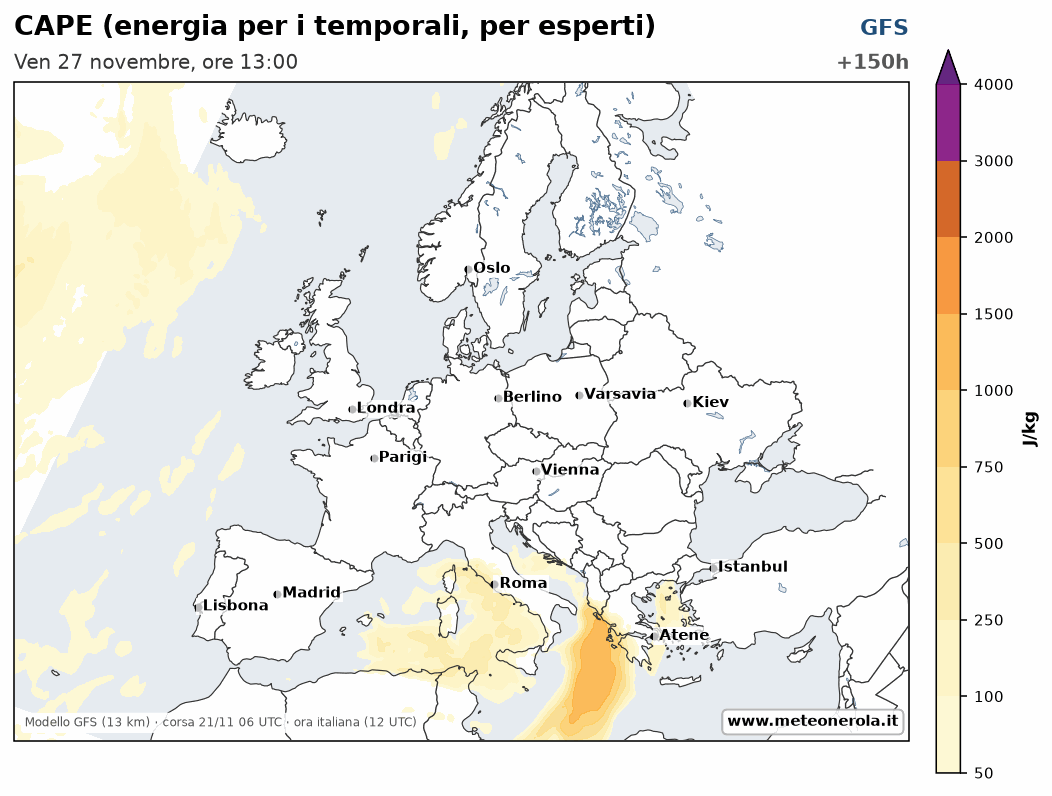 CAPE (energia per i temporali, per esperti)
GFS
Ven 27 novembre, ore 13:00
+150h
4000
3000
2000
1500
1000
750
500
250
100
50
J/kg
Oslo
Londra
Berlino
Varsavia
Kiev
Parigi
Vienna
Istanbul
Roma
Madrid
Lisbona
Atene
Modello GFS (13 km) · corsa 21/11 06 UTC · ora italiana (12 UTC)
www.meteonerola.it